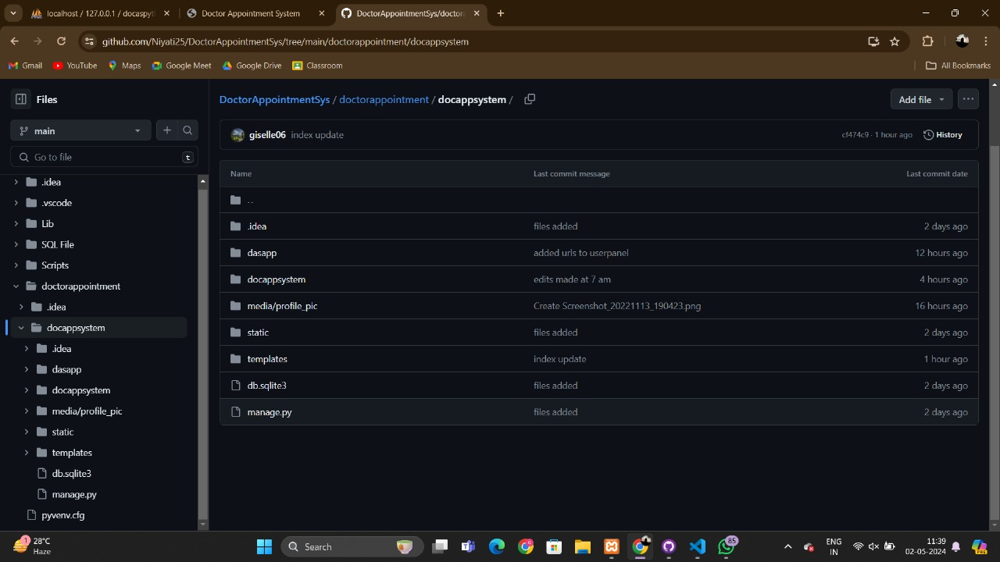 localhost / 127.0.0.1 / docaspyt
Doctor Appointment System
DoctorAppointmentSys/doctora
github.com/Niyati25/DoctorAppointmentSys/tree/main/doctorappointment/docappsystem
Gmail
YouTube
Maps
Google Meet
Google Drive
Classroom
All Bookmarks
Files
DoctorAppointmentSys / doctorappointment / docappsystem /
Add file
main
giselle06 index update
cf474c9 · 1 hour ago
History
Go to file
t
Name
Last commit message
Last commit date
.idea
.vscode
Lib
SQL File
Scripts
doctorappointment
.idea
docappsystem
.idea
dasapp
docappsystem
media/profile_pic
static
templates
db.sqlite3
manage.py
pyvenv.cfg
..
.idea files added 2 days ago
dasapp added urls to userpanel 12 hours ago
docappsystem edits made at 7 am 4 hours ago
media/profile_pic Create Screenshot_20221113_190423.png 16 hours ago
static files added 2 days ago
templates index update 1 hour ago
db.sqlite3 files added 2 days ago
manage.py files added 2 days ago
1
28°C
Haze
Search
85
ENG
IN
11:39
02-05-2024
PRE